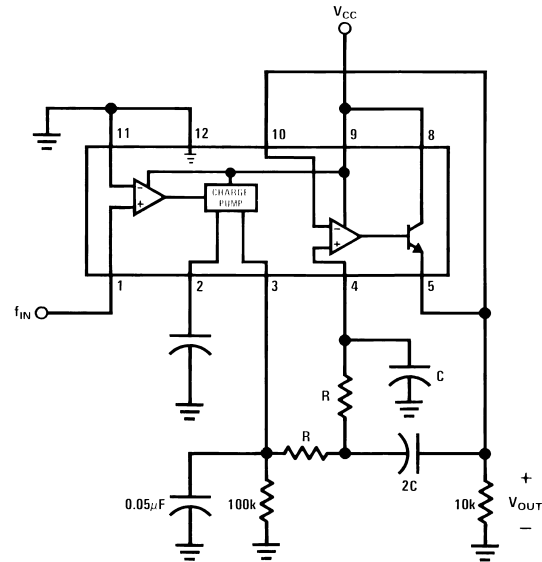 VCC
11
12
10
9
8
−
+
CHARGE
PUMP
−
+
1
2
3
4
5
fIN
C
R
R
2C
0.05μF
100k
10k
+
VOUT
−